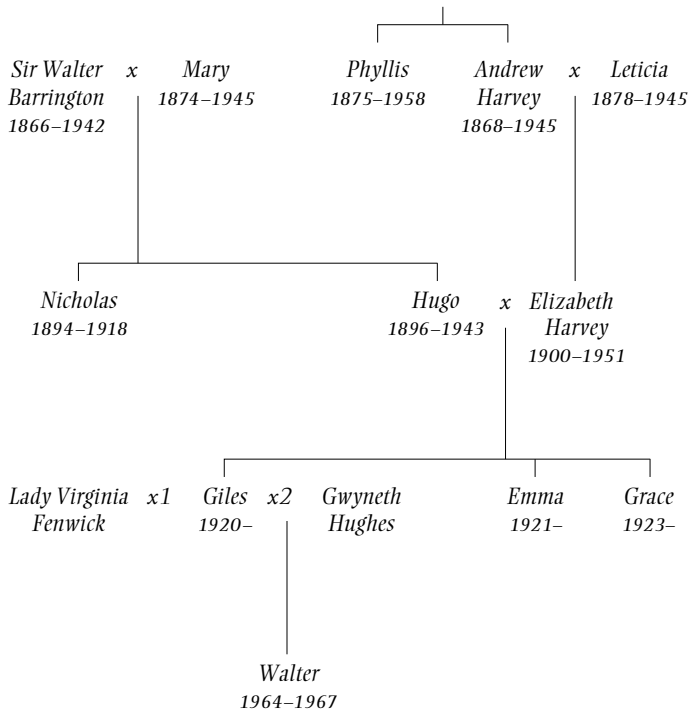 Sir Walter x Mary Phyllis Andrew x Leticia
Barrington 1874–1945 1875–1958 Harvey 1878–1945
1866–1942 1868–1945
Nicholas Hugo x Elizabeth
1894–1918 1896–1943 Harvey
1900–1951
Lady Virginia x1 Giles x2 Gwyneth Emma Grace
Fenwick 1920– Hughes 1921– 1923–
Walter
1964–1967